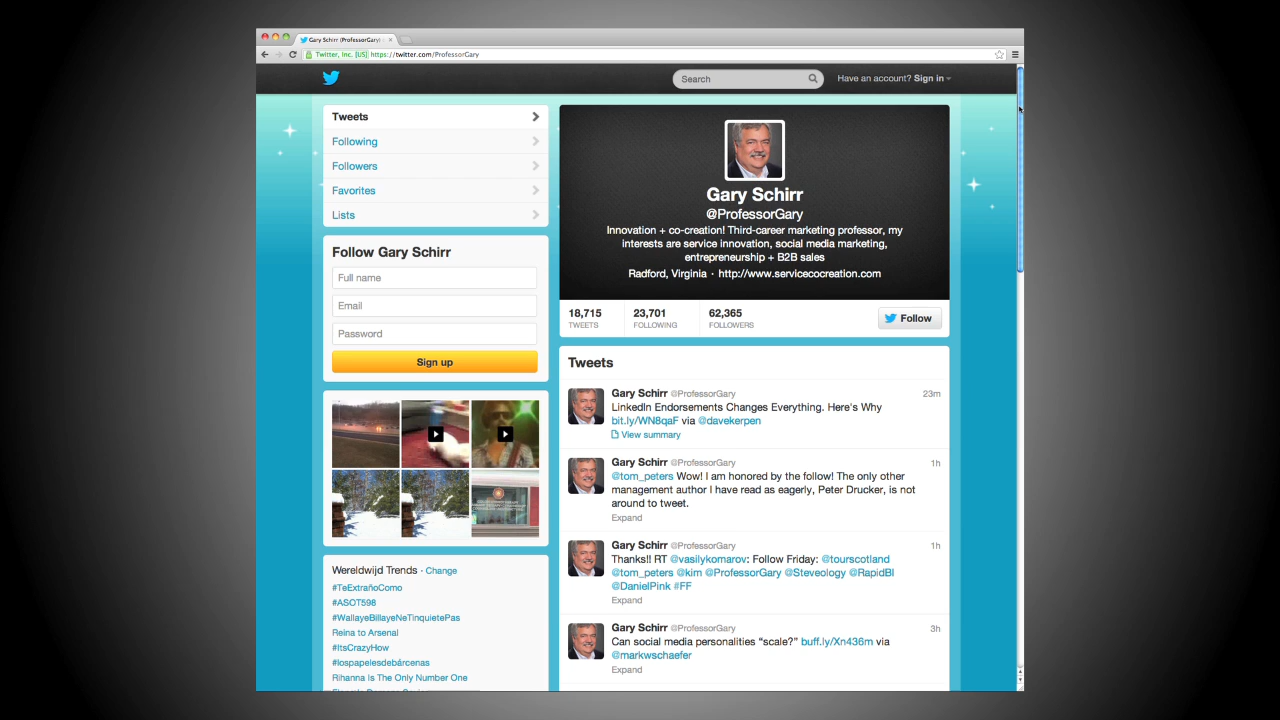 Gary Schirr (ProfessorGary)
Twitter, Inc. [US] https://twitter.com/ProfessorGary
Search
Have an account? Sign in
Tweets
Following
Followers
Favorites
Lists
Follow Gary Schirr
Full name
Email
Password
Sign up
Wereldwijd Trends · Change
#TeExtrañoComo
#ASOT598
#WallayeBillayeNeTinquietePas
Reina to Arsenal
#ItsCrazyHow
#lospapelesdebárcenas
Rihanna Is The Only Number One
Gary Schirr
@ProfessorGary
Innovation + co-creation! Third-career marketing professor, my
interests are service innovation, social media marketing,
entrepreneurship + B2B sales
Radford, Virginia · http://www.servicecocreation.com
18,715 TWEETS
23,701 FOLLOWING
62,365 FOLLOWERS
Follow
Tweets
Gary Schirr @ProfessorGary 23m
LinkedIn Endorsements Changes Everything. Here's Why
bit.ly/WN8qaF via @davekerpen
View summary
Gary Schirr @ProfessorGary 1h
@tom_peters Wow! I am honored by the follow! The only other
management author I have read as eagerly, Peter Drucker, is not
around to tweet.
Expand
Gary Schirr @ProfessorGary 1h
Thanks!! RT @vasilykomarov: Follow Friday: @tourscotland
@tom_peters @kim @ProfessorGary @Steveology @RapidBI
@DanielPink #FF
Expand
Gary Schirr @ProfessorGary 3h
Can social media personalities “scale?” buff.ly/Xn436m via
@markwschaefer
Expand